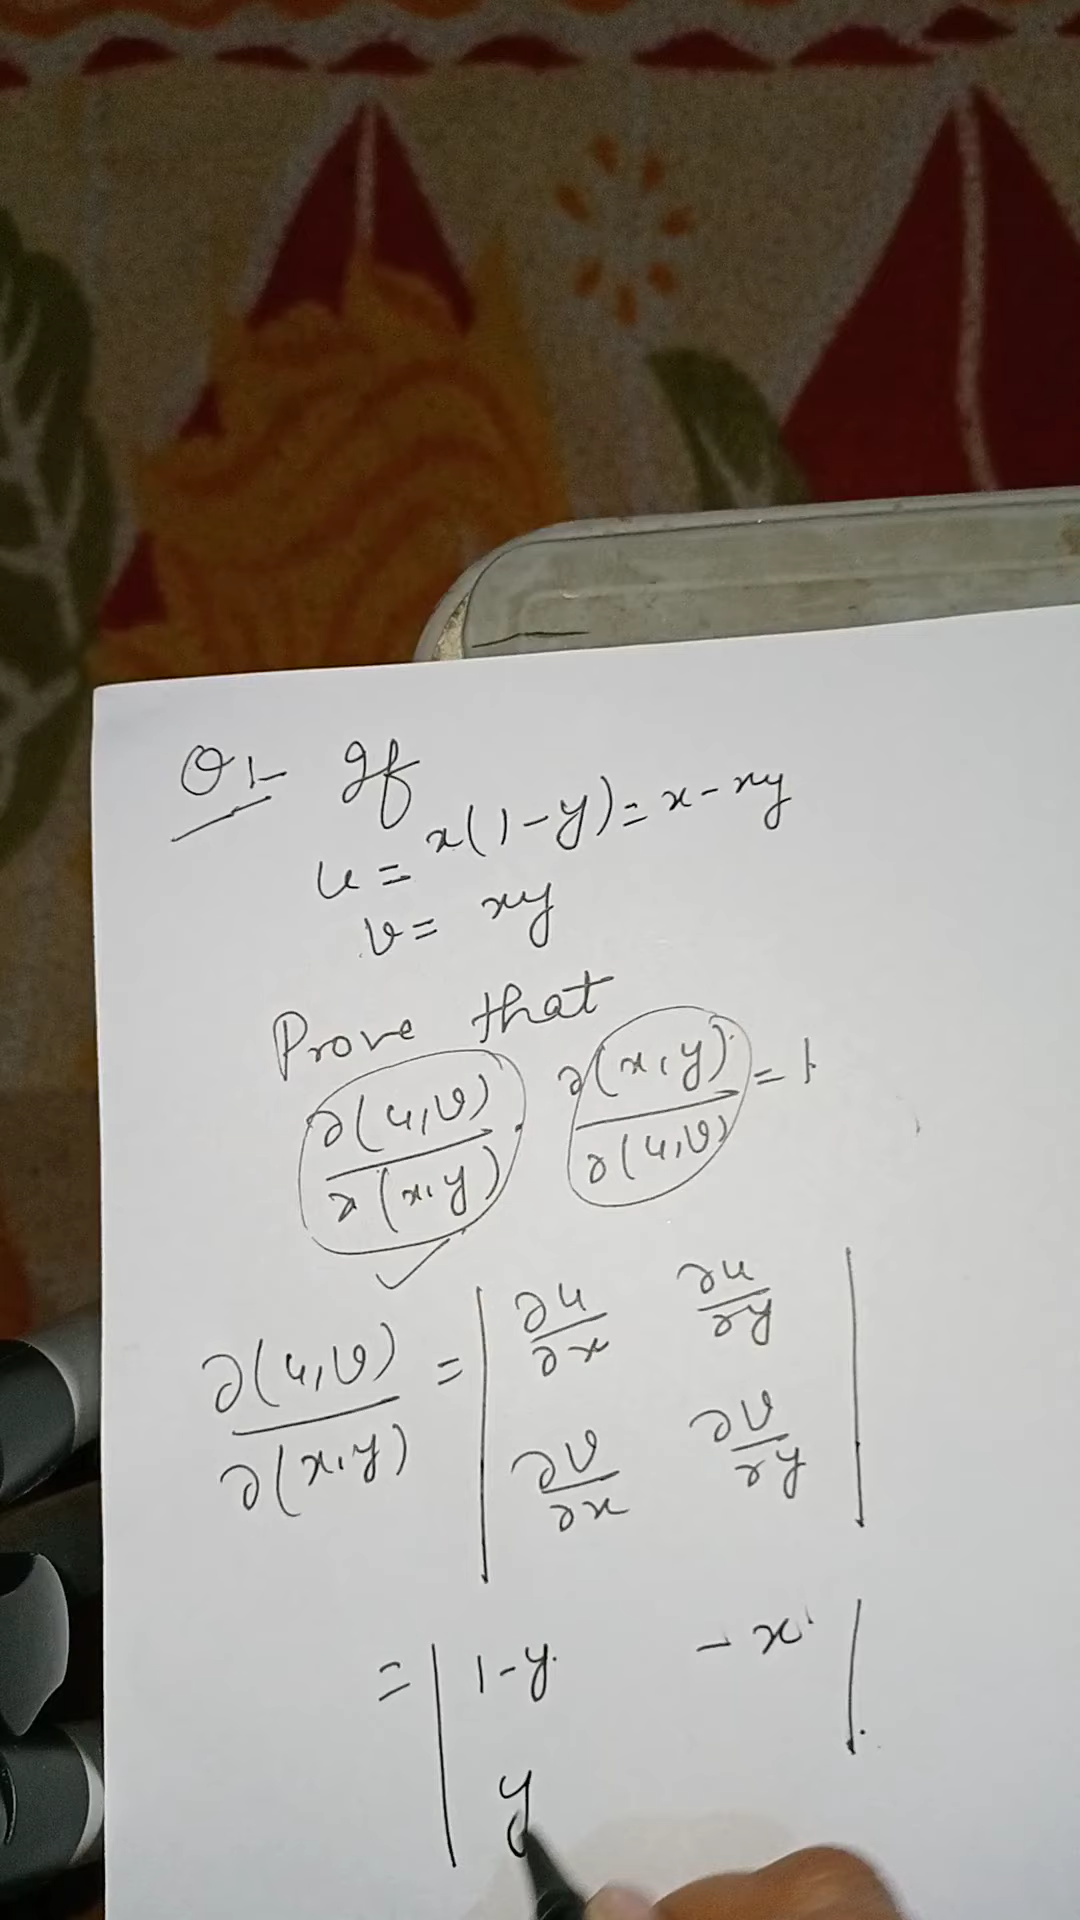 Q1- If
u = x(1-y) = x - xy
v = xy
Prove that
∂(u,v)/∂(x,y) · ∂(x,y)/∂(u,v) = 1
∂(u,v)/∂(x,y) = | ∂u/∂x ∂u/∂y |
| ∂v/∂x ∂v/∂y |
= | 1-y -x |
| y